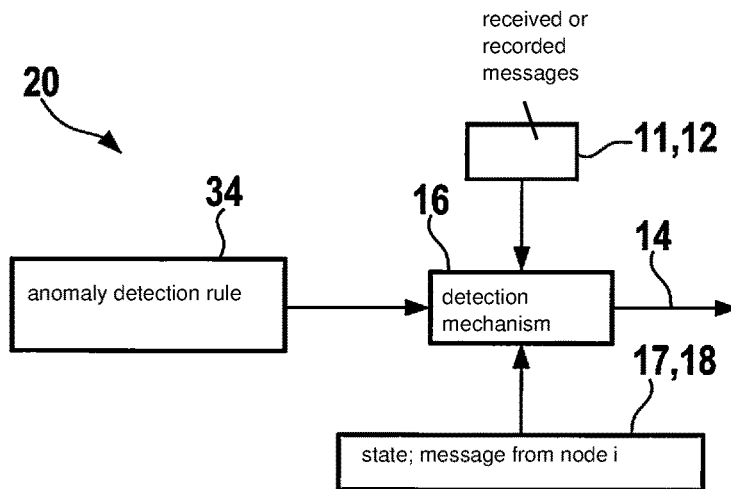 received or
recorded
messages
20
11,12
34
16
14
anomaly detection rule
detection
mechanism
17,18
state; message from node i